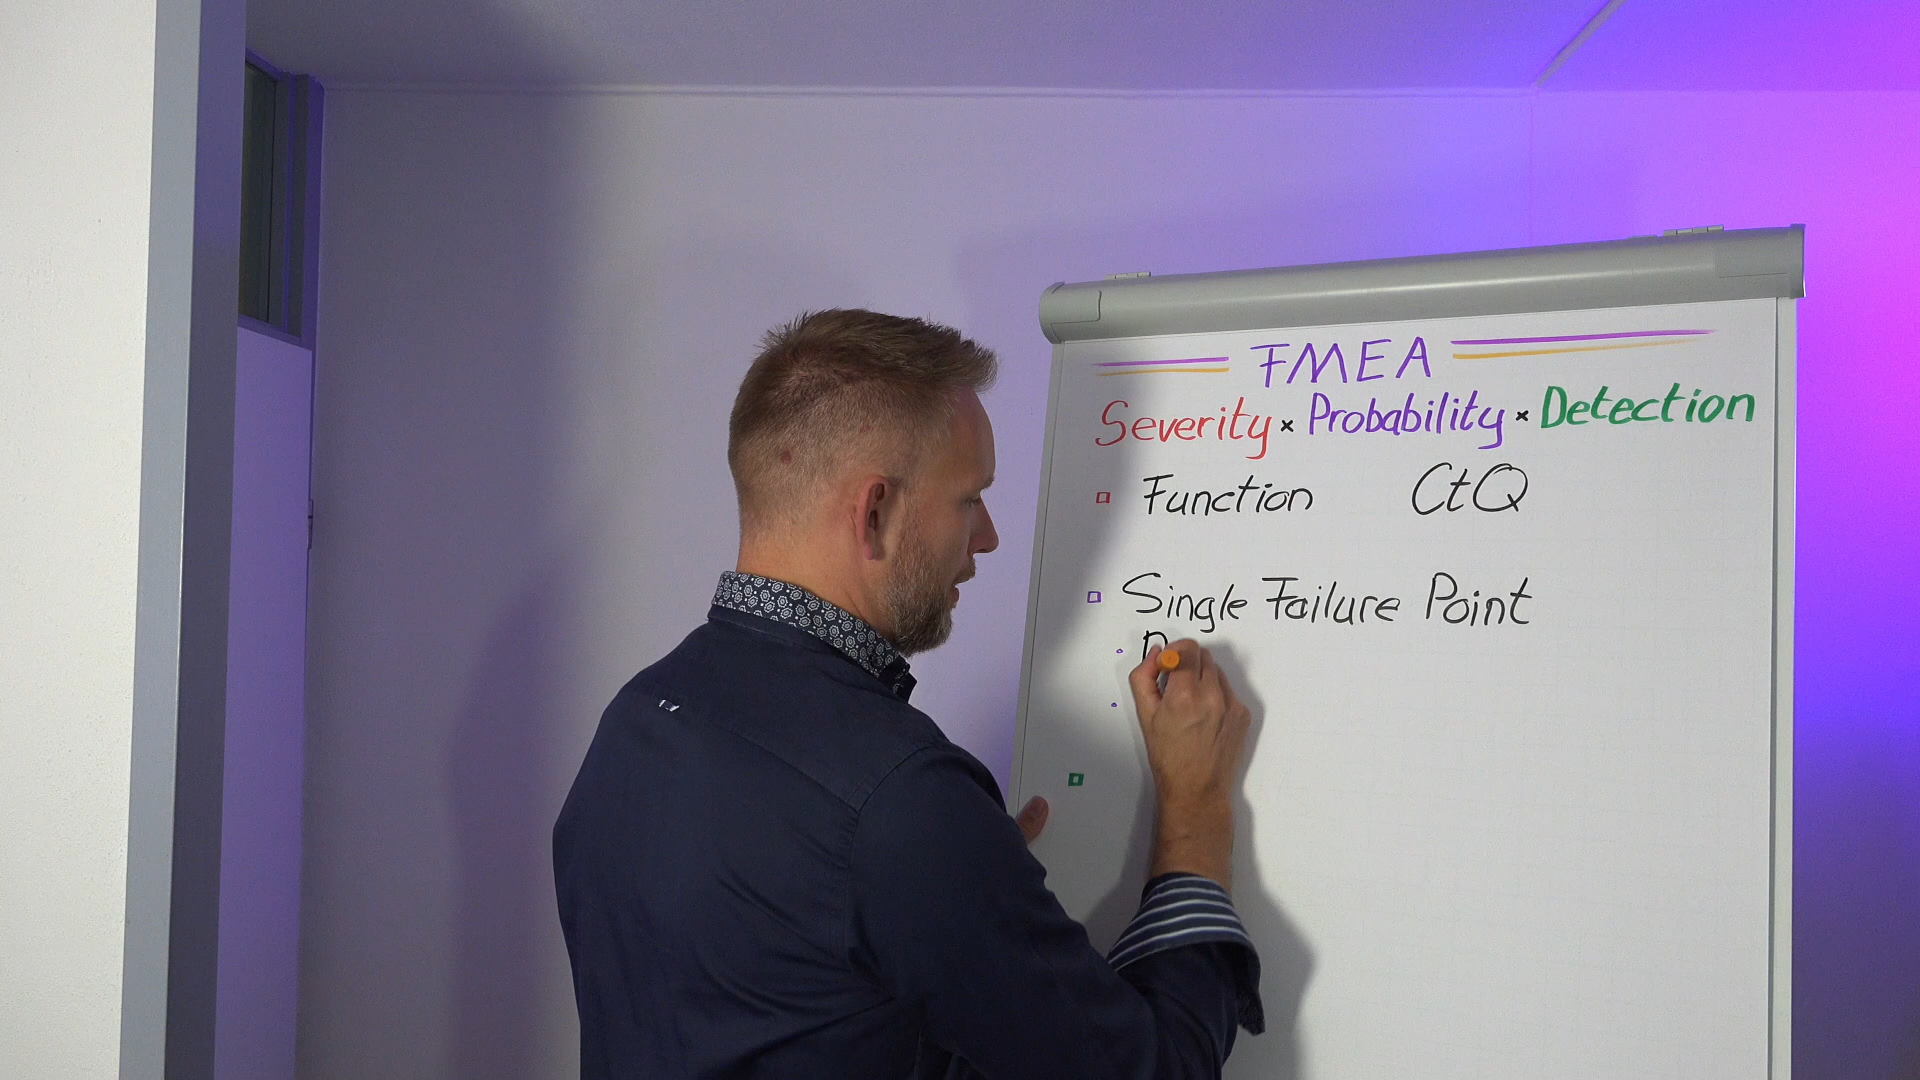 FMEA
Severity × Probability × Detection
Function CtQ
Single Failure Point